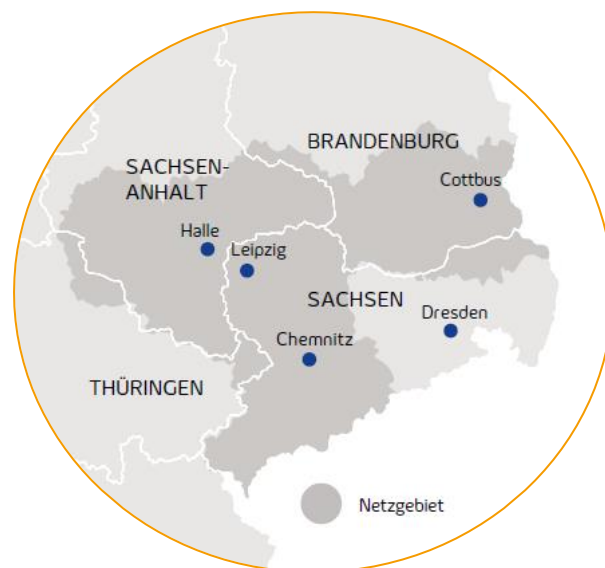 BRANDENBURG
SACHSEN-
ANHALT
Cottbus
Halle
Leipzig
SACHSEN
Dresden
Chemnitz
THÜRINGEN
Netzgebiet